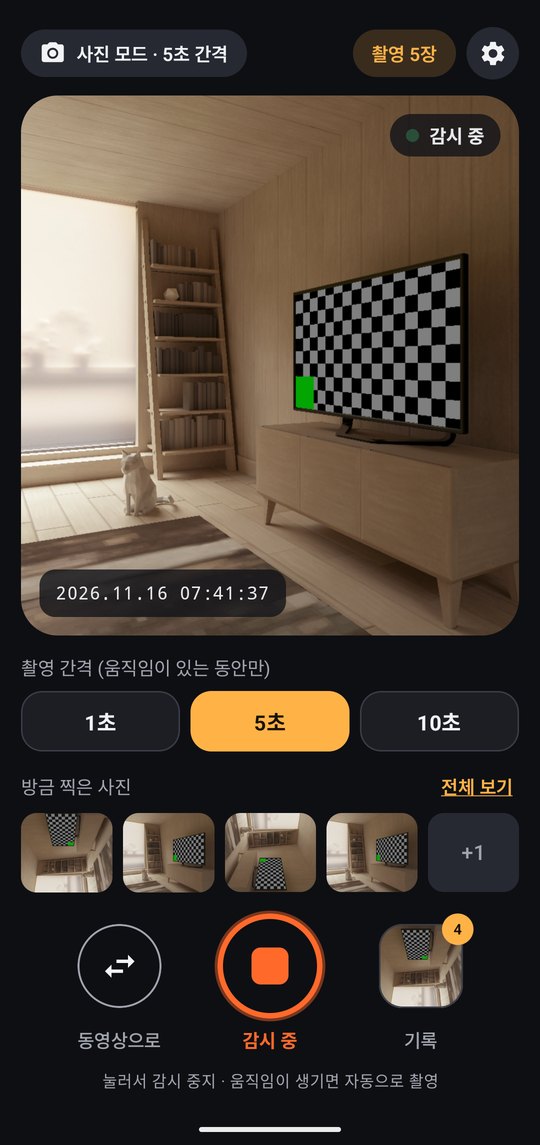 사진 모드 · 5초 간격
촬영 5장
감시 중
2026.11.16 07:41:37
촬영 간격 (움직임이 있는 동안만)
1초
5초
10초
방금 찍은 사진
전체 보기
+1
4
동영상으로
감시 중
기록
눌러서 감시 중지 · 움직임이 생기면 자동으로 촬영